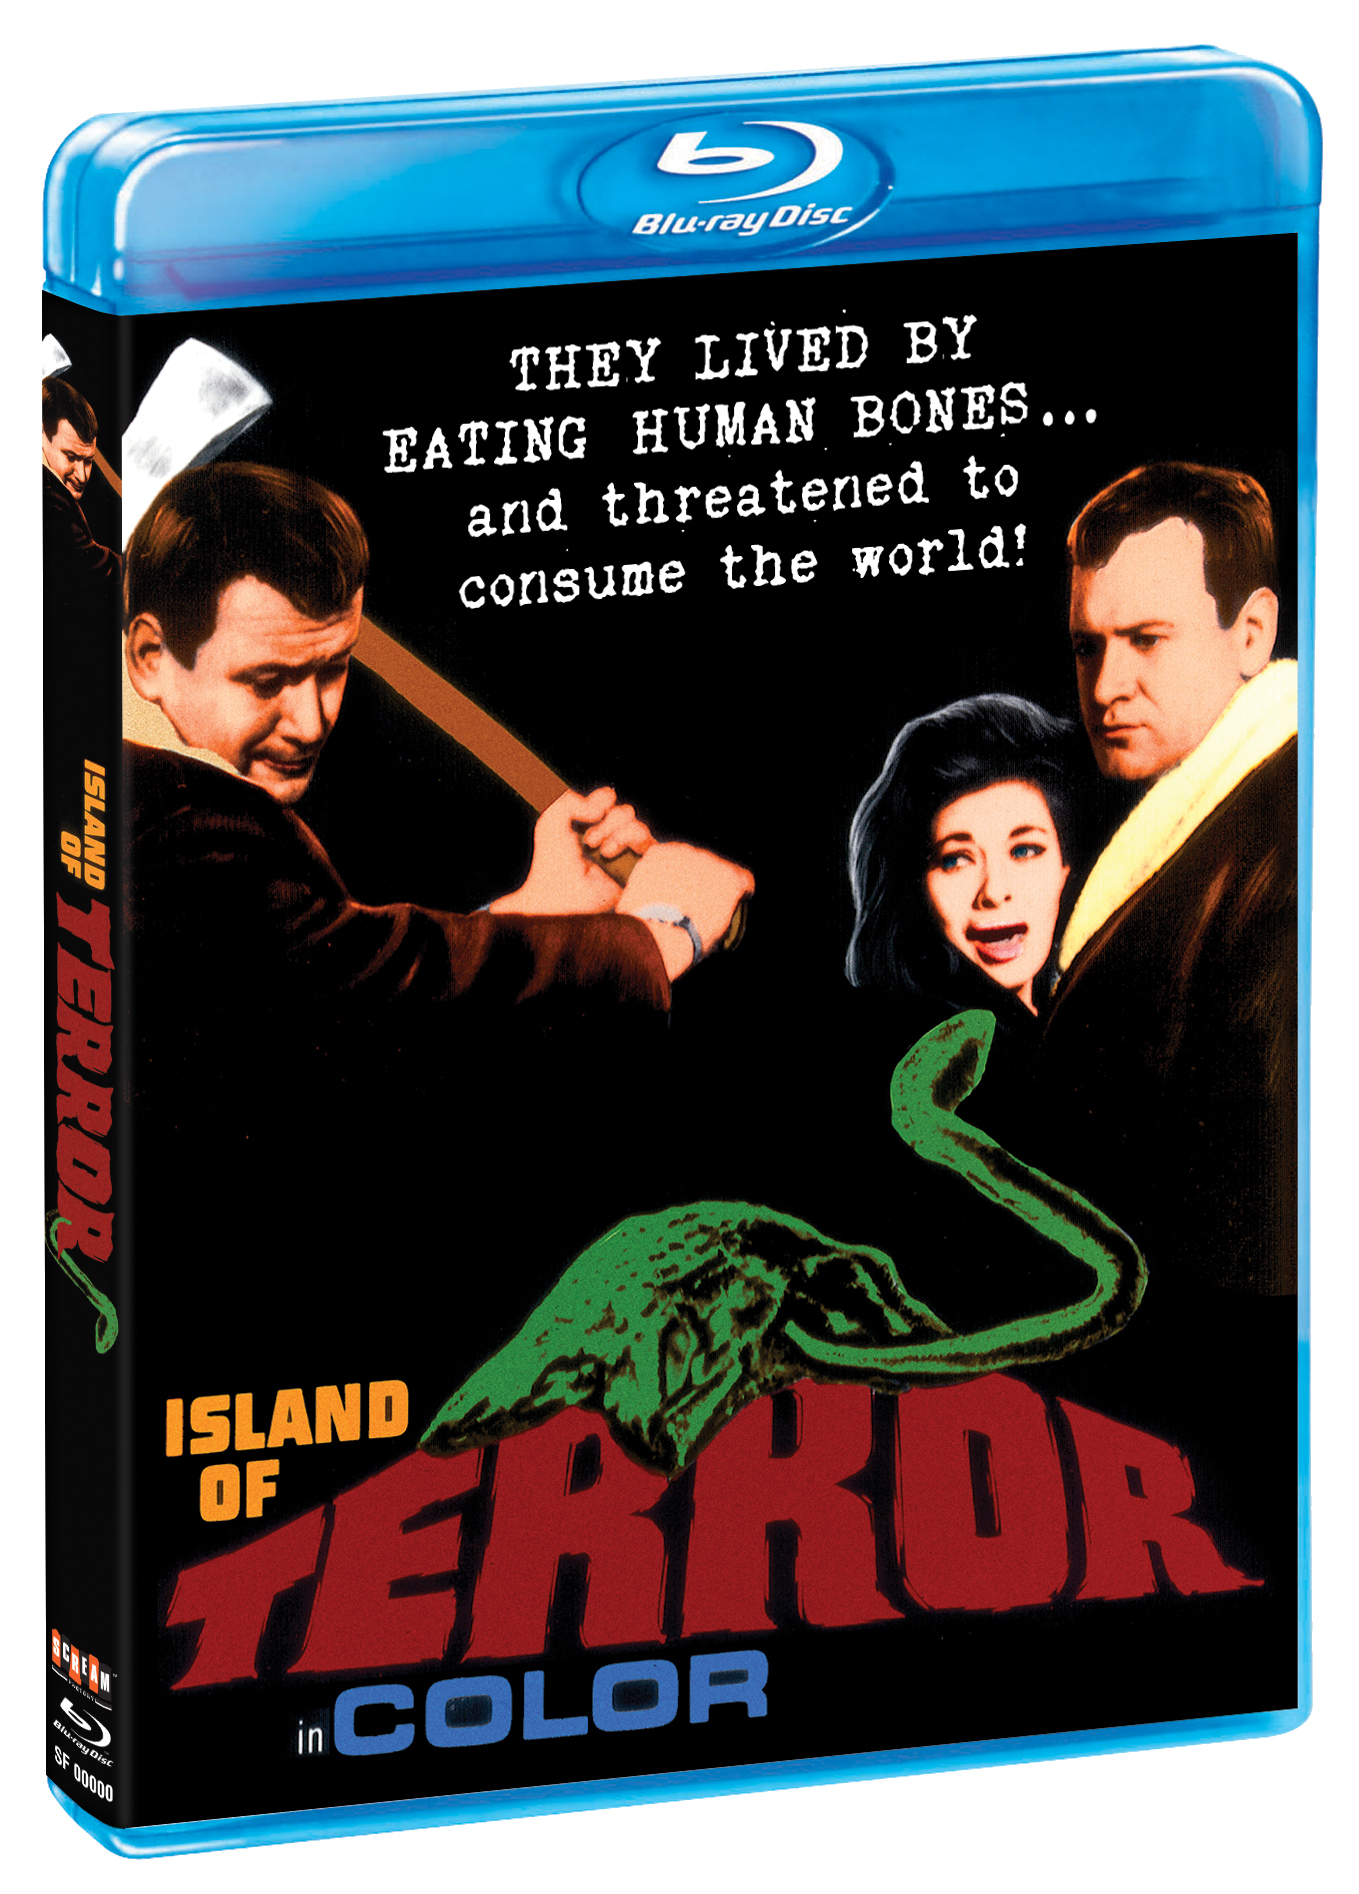 Blu-ray Disc
THEY LIVED BY
EATING HUMAN BONES...
and threatened to
consume the world!
ISLAND
OF
TERROR
in COLOR
ISLAND
OF
TERROR
SCREAM
FACTORY
Blu-ray Disc
SF 00000